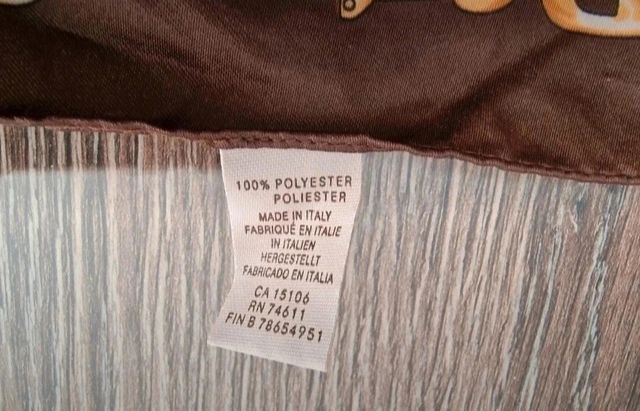 100% POLYESTER
POLIESTER
MADE IN ITALY
FABRIQUÉ EN ITALIE
IN ITALIEN
HERGESTELLT
FABRICADO EN ITALIA
CA 15106
RN 74611
FIN B 78654951